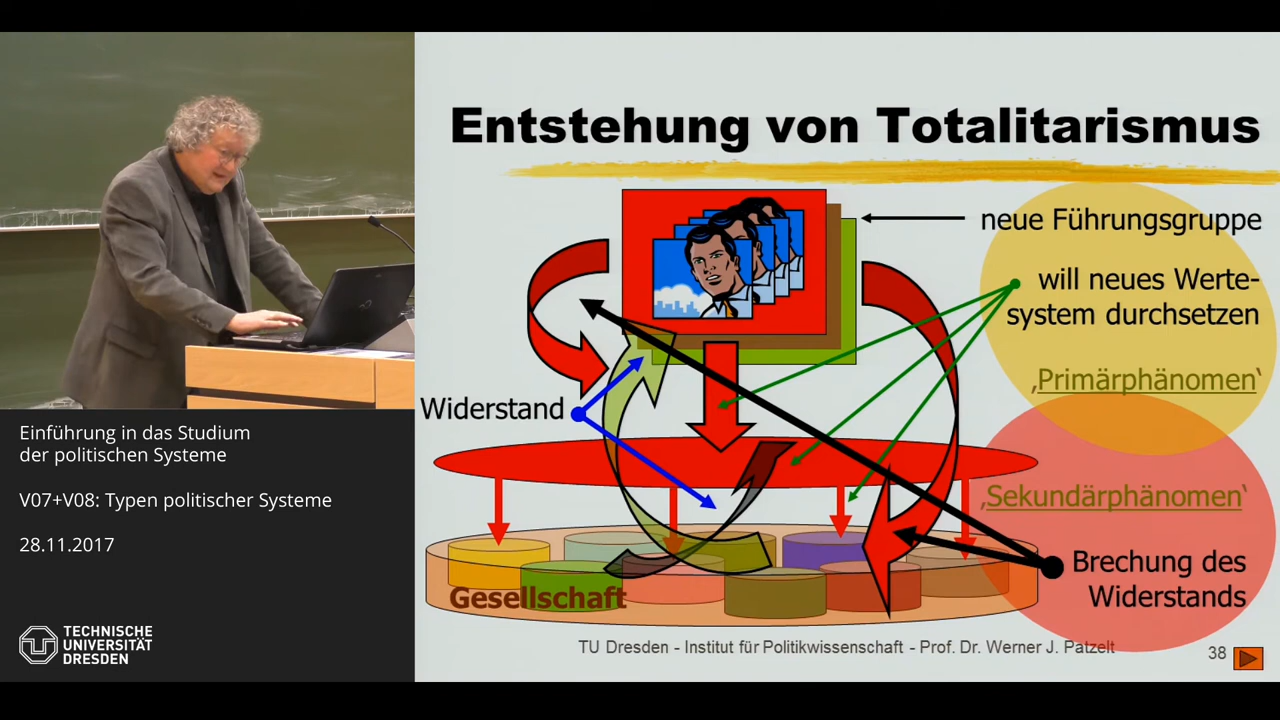 Entstehung von Totalitarismus
neue Führungsgruppe
will neues Werte-
system durchsetzen
‚Primärphänomen‘
Widerstand
‚Sekundärphänomen‘
Brechung des
Widerstands
Gesellschaft
TU Dresden - Institut für Politikwissenschaft - Prof. Dr. Werner J. Patzelt
38
Einführung in das Studium
der politischen Systeme
V07+V08: Typen politischer Systeme
28.11.2017
TECHNISCHE
UNIVERSITÄT
DRESDEN